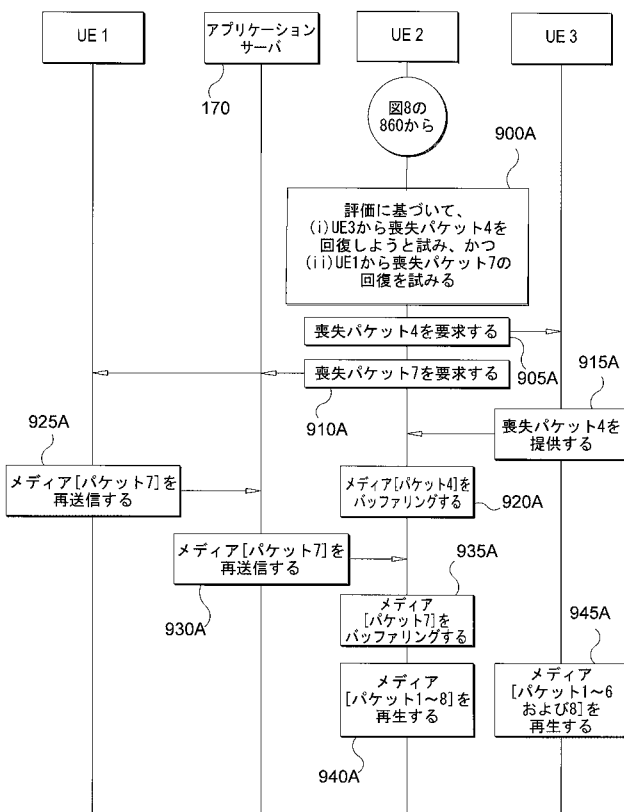 UE 1
アプリケーション
サーバ
UE 2
UE 3
170
図8の
860から
900A
評価に基づいて、
(i)UE3から喪失パケット4を
回復しようと試み、かつ
(ii)UE1から喪失パケット7の
回復を試みる
喪失パケット4を要求する
905A
喪失パケット7を要求する
910A
915A
喪失パケット4を
提供する
925A
メディア[パケット7]を
再送信する
メディア[パケット4]を
バッファリングする
920A
メディア[パケット7]を
再送信する
930A
935A
メディア
[パケット7]を
バッファリングする
945A
メディア
[パケット1~8]を
再生する
940A
メディア
[パケット1~6
および8]を
再生する